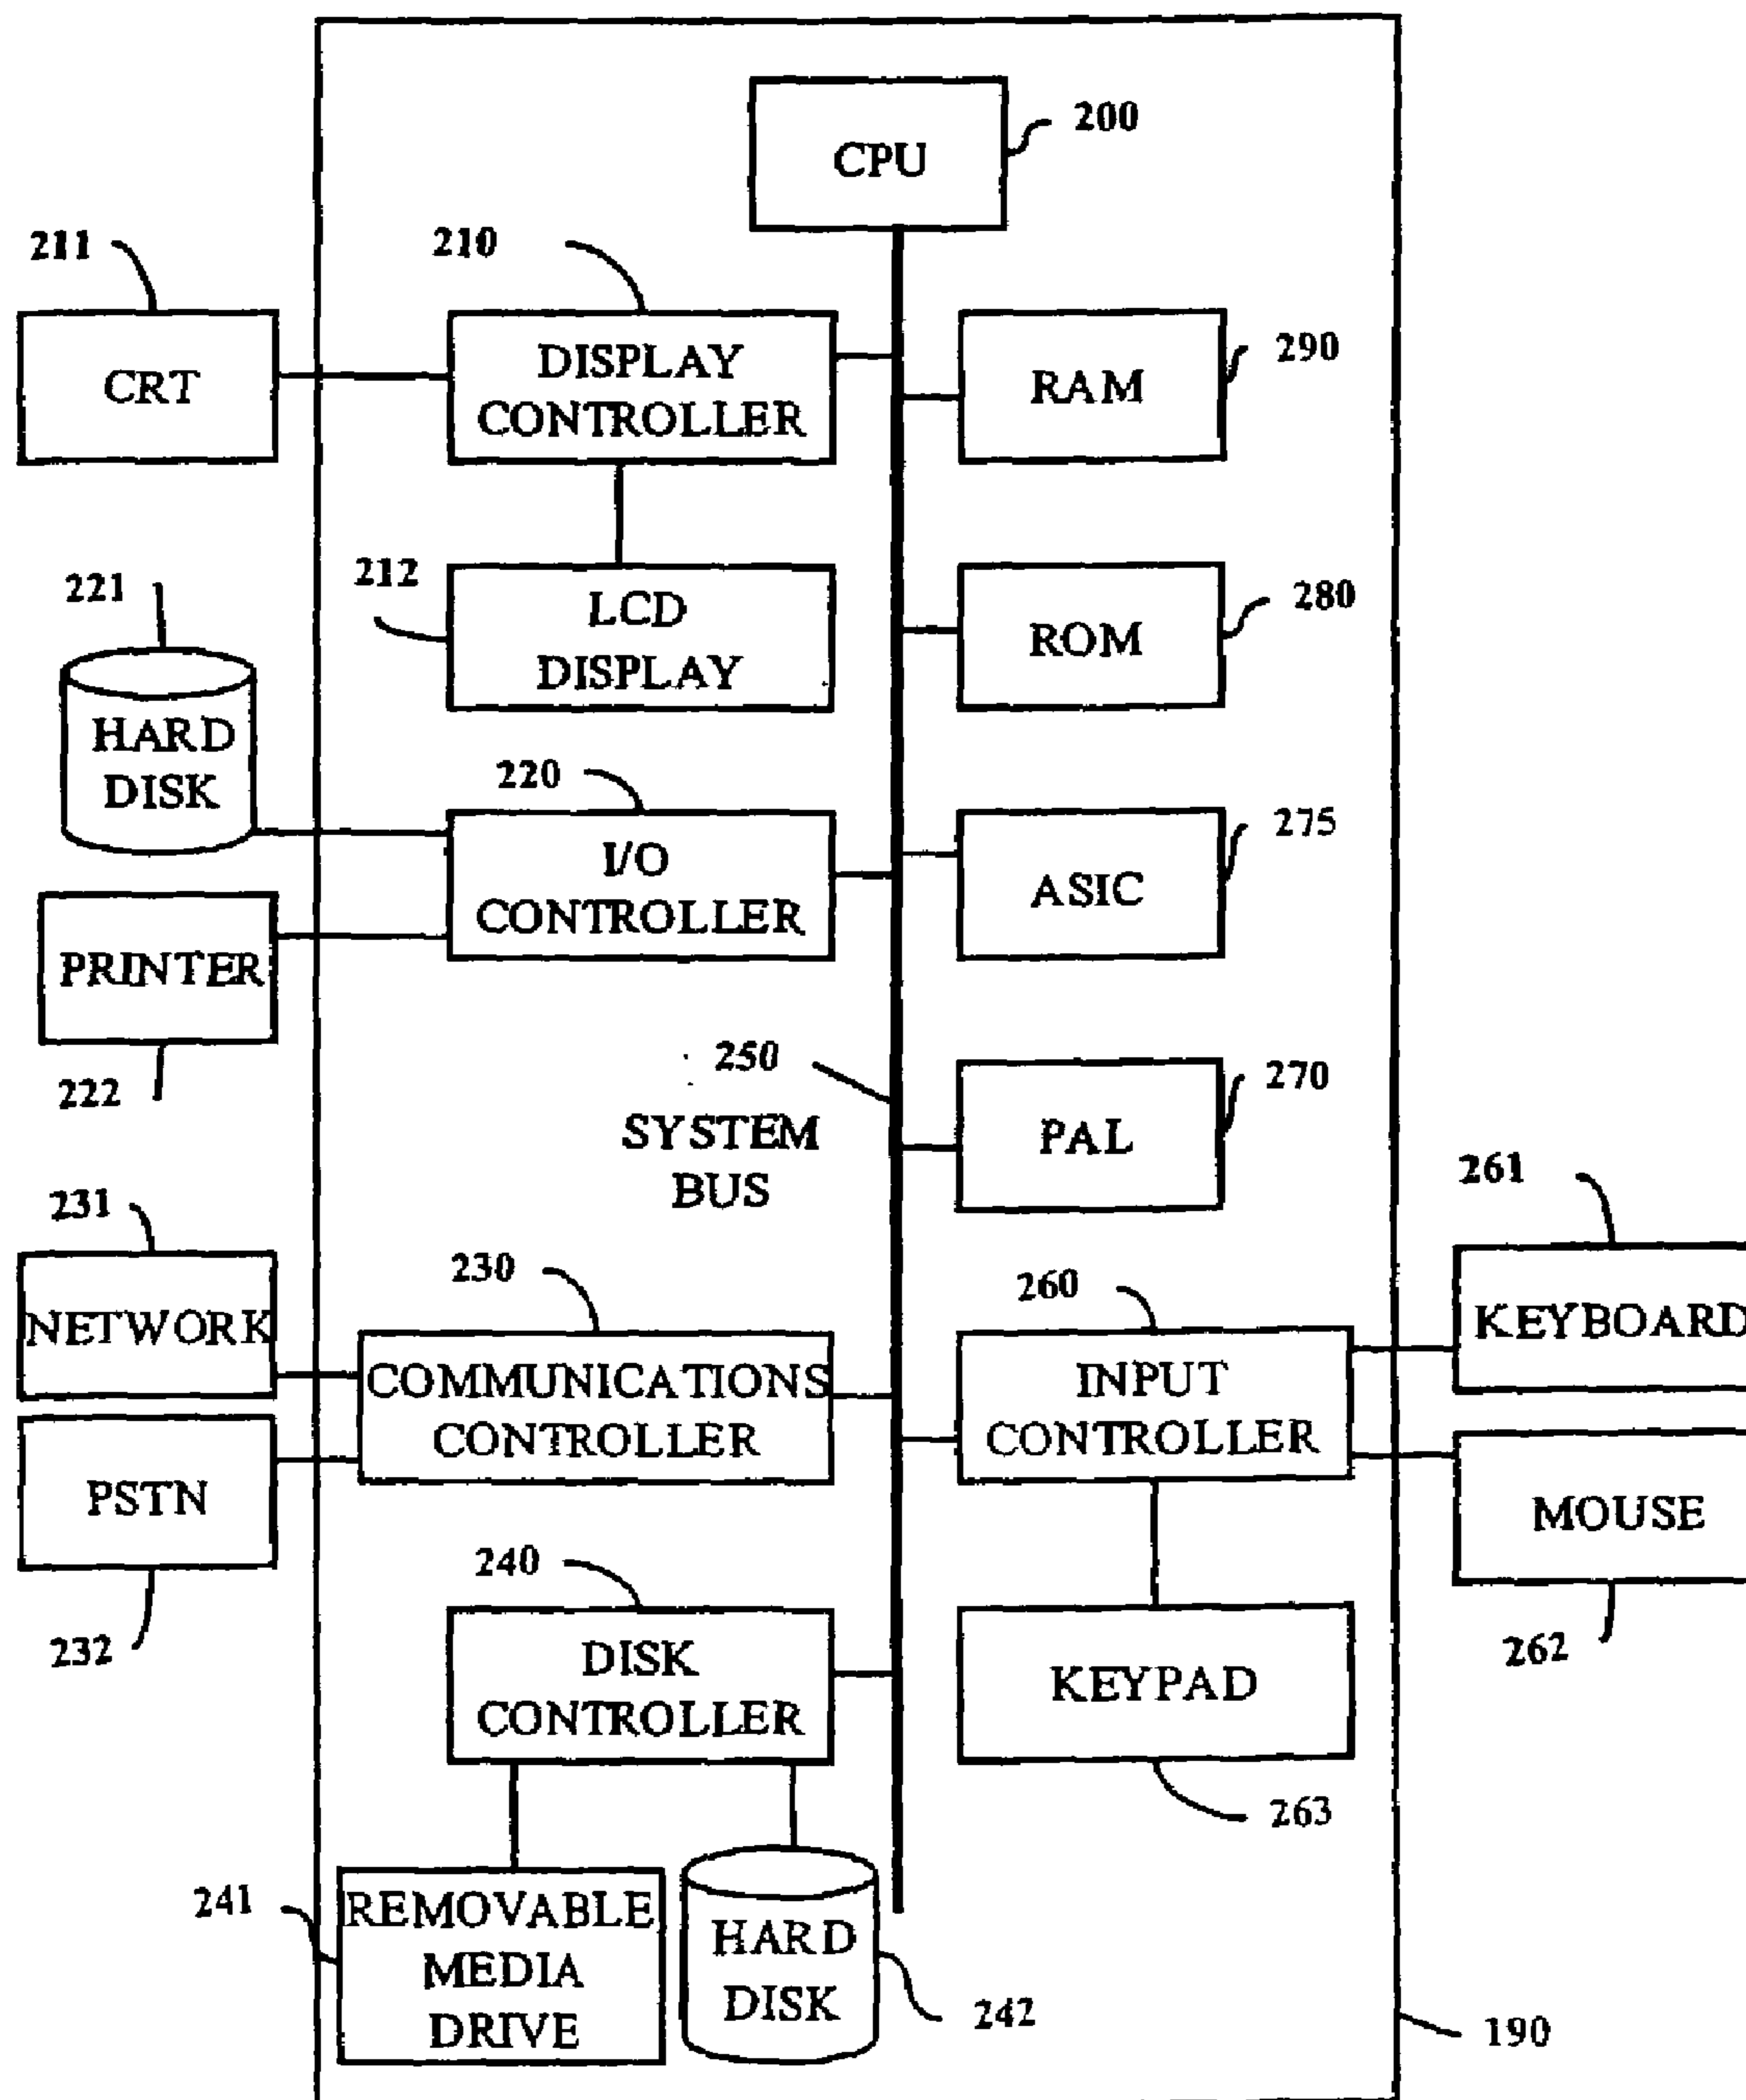 CPU
200
211
210
CRT
DISPLAY
CONTROLLER
RAM
290
221
212
LCD
DISPLAY
ROM
280
HARD
DISK
220
I/O
CONTROLLER
ASIC
275
PRINTER
222
250
SYSTEM
BUS
PAL
270
231
NETWORK
230
COMMUNICATIONS
CONTROLLER
260
INPUT
CONTROLLER
261
KEYBOARD
PSTN
232
MOUSE
262
240
DISK
CONTROLLER
KEYPAD
263
241
REMOVABLE
MEDIA
DRIVE
HARD
DISK
242
190